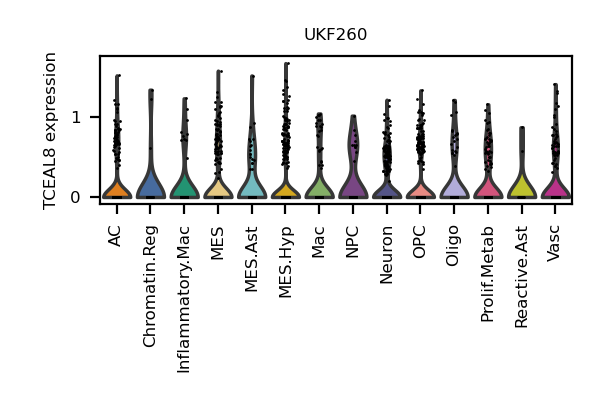 UKF260
TCEAL8 expression
1
0
AC
Chromatin.Reg
Inflammatory.Mac
MES
MES.Ast
MES.Hyp
Mac
NPC
Neuron
OPC
Oligo
Prolif.Metab
Reactive.Ast
Vasc